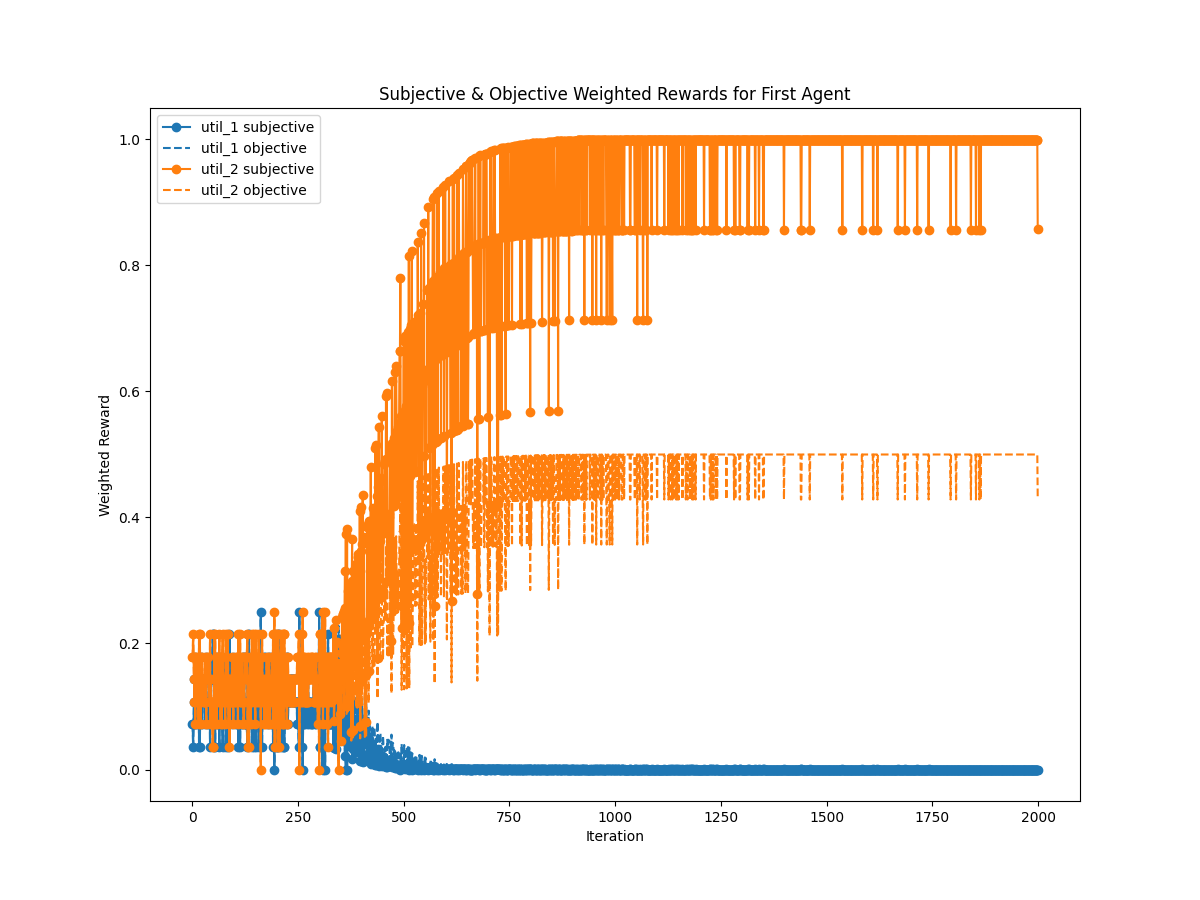 Subjective & Objective Weighted Rewards for First Agent
util_1 subjective
util_1 objective
util_2 subjective
util_2 objective
1.0
0.8
0.6
0.4
0.2
0.0
Weighted Reward
0 250 500 750 1000 1250 1500 1750 2000
Iteration